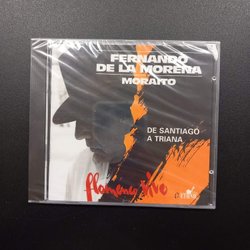 FERNANDO
DE LA MORENA
MORAITO
DE SANTIAGO
A TRIANA
flamenco vivo